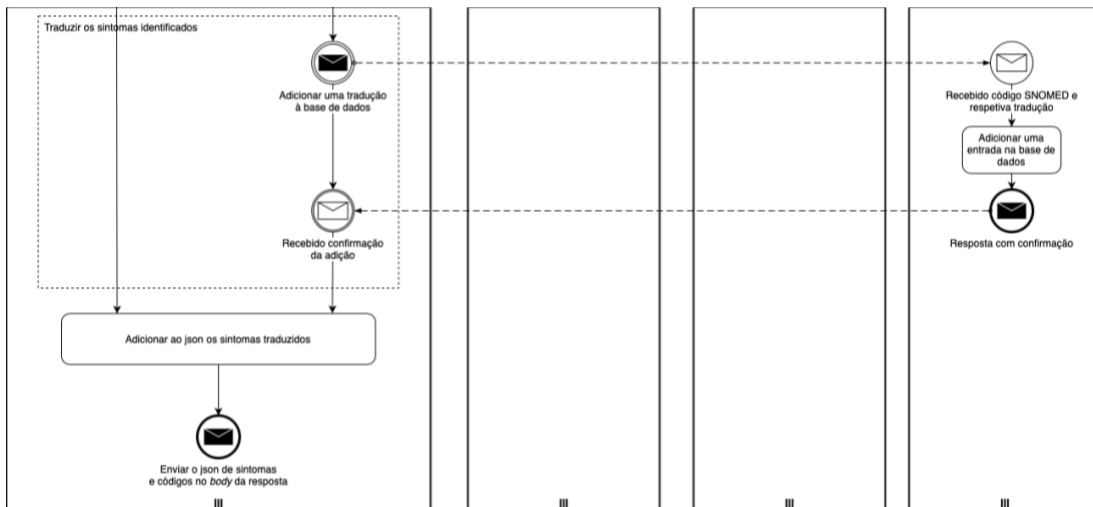 Traduzir os sintomas identificados
Adicionar uma tradução
à base de dados
Recebido código SNOMED e
respetiva tradução
Adicionar uma
entrada na base de
dados
Recebido confirmação
da adição
Resposta com confirmação
Adicionar ao json os sintomas traduzidos
Enviar o json de sintomas
e códigos no body da resposta